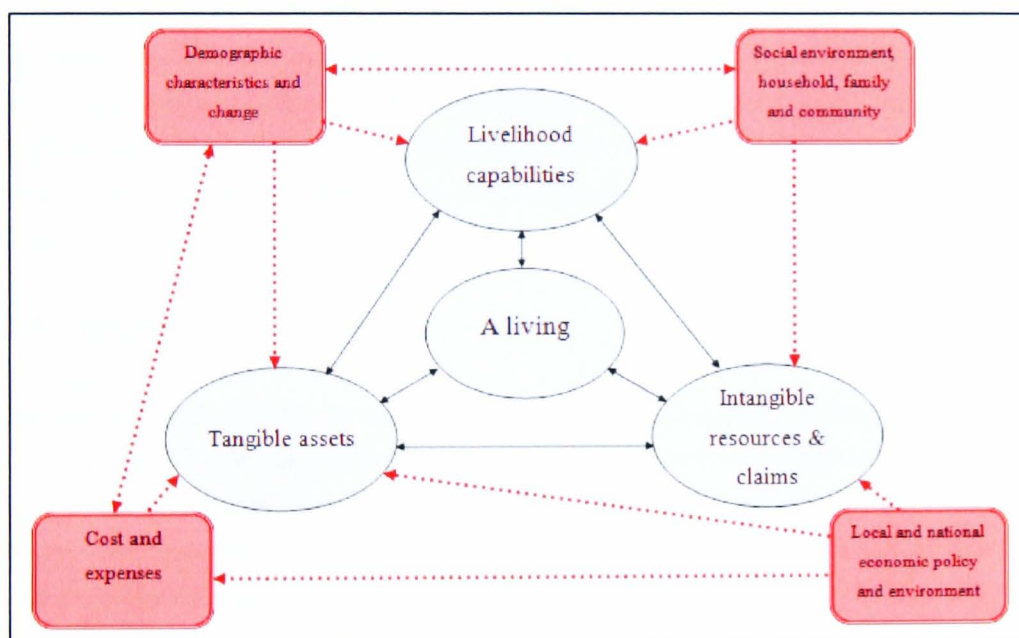 Demographic
characteristics and
change
Social environment,
household, family
and community
Livelihood
capabilities
A living
Tangible assets
Intangible
resources &
claims
Cost and
expenses
Local and national
economic policy
and environment